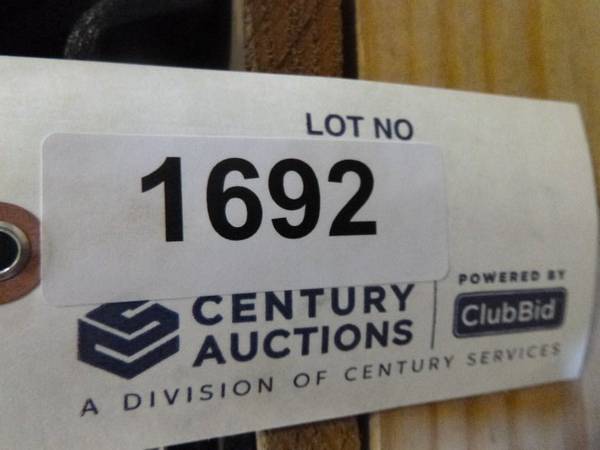 LOT NO
1692
CENTURY
AUCTIONS
POWERED BY
ClubBid
A DIVISION OF CENTURY SERVICES